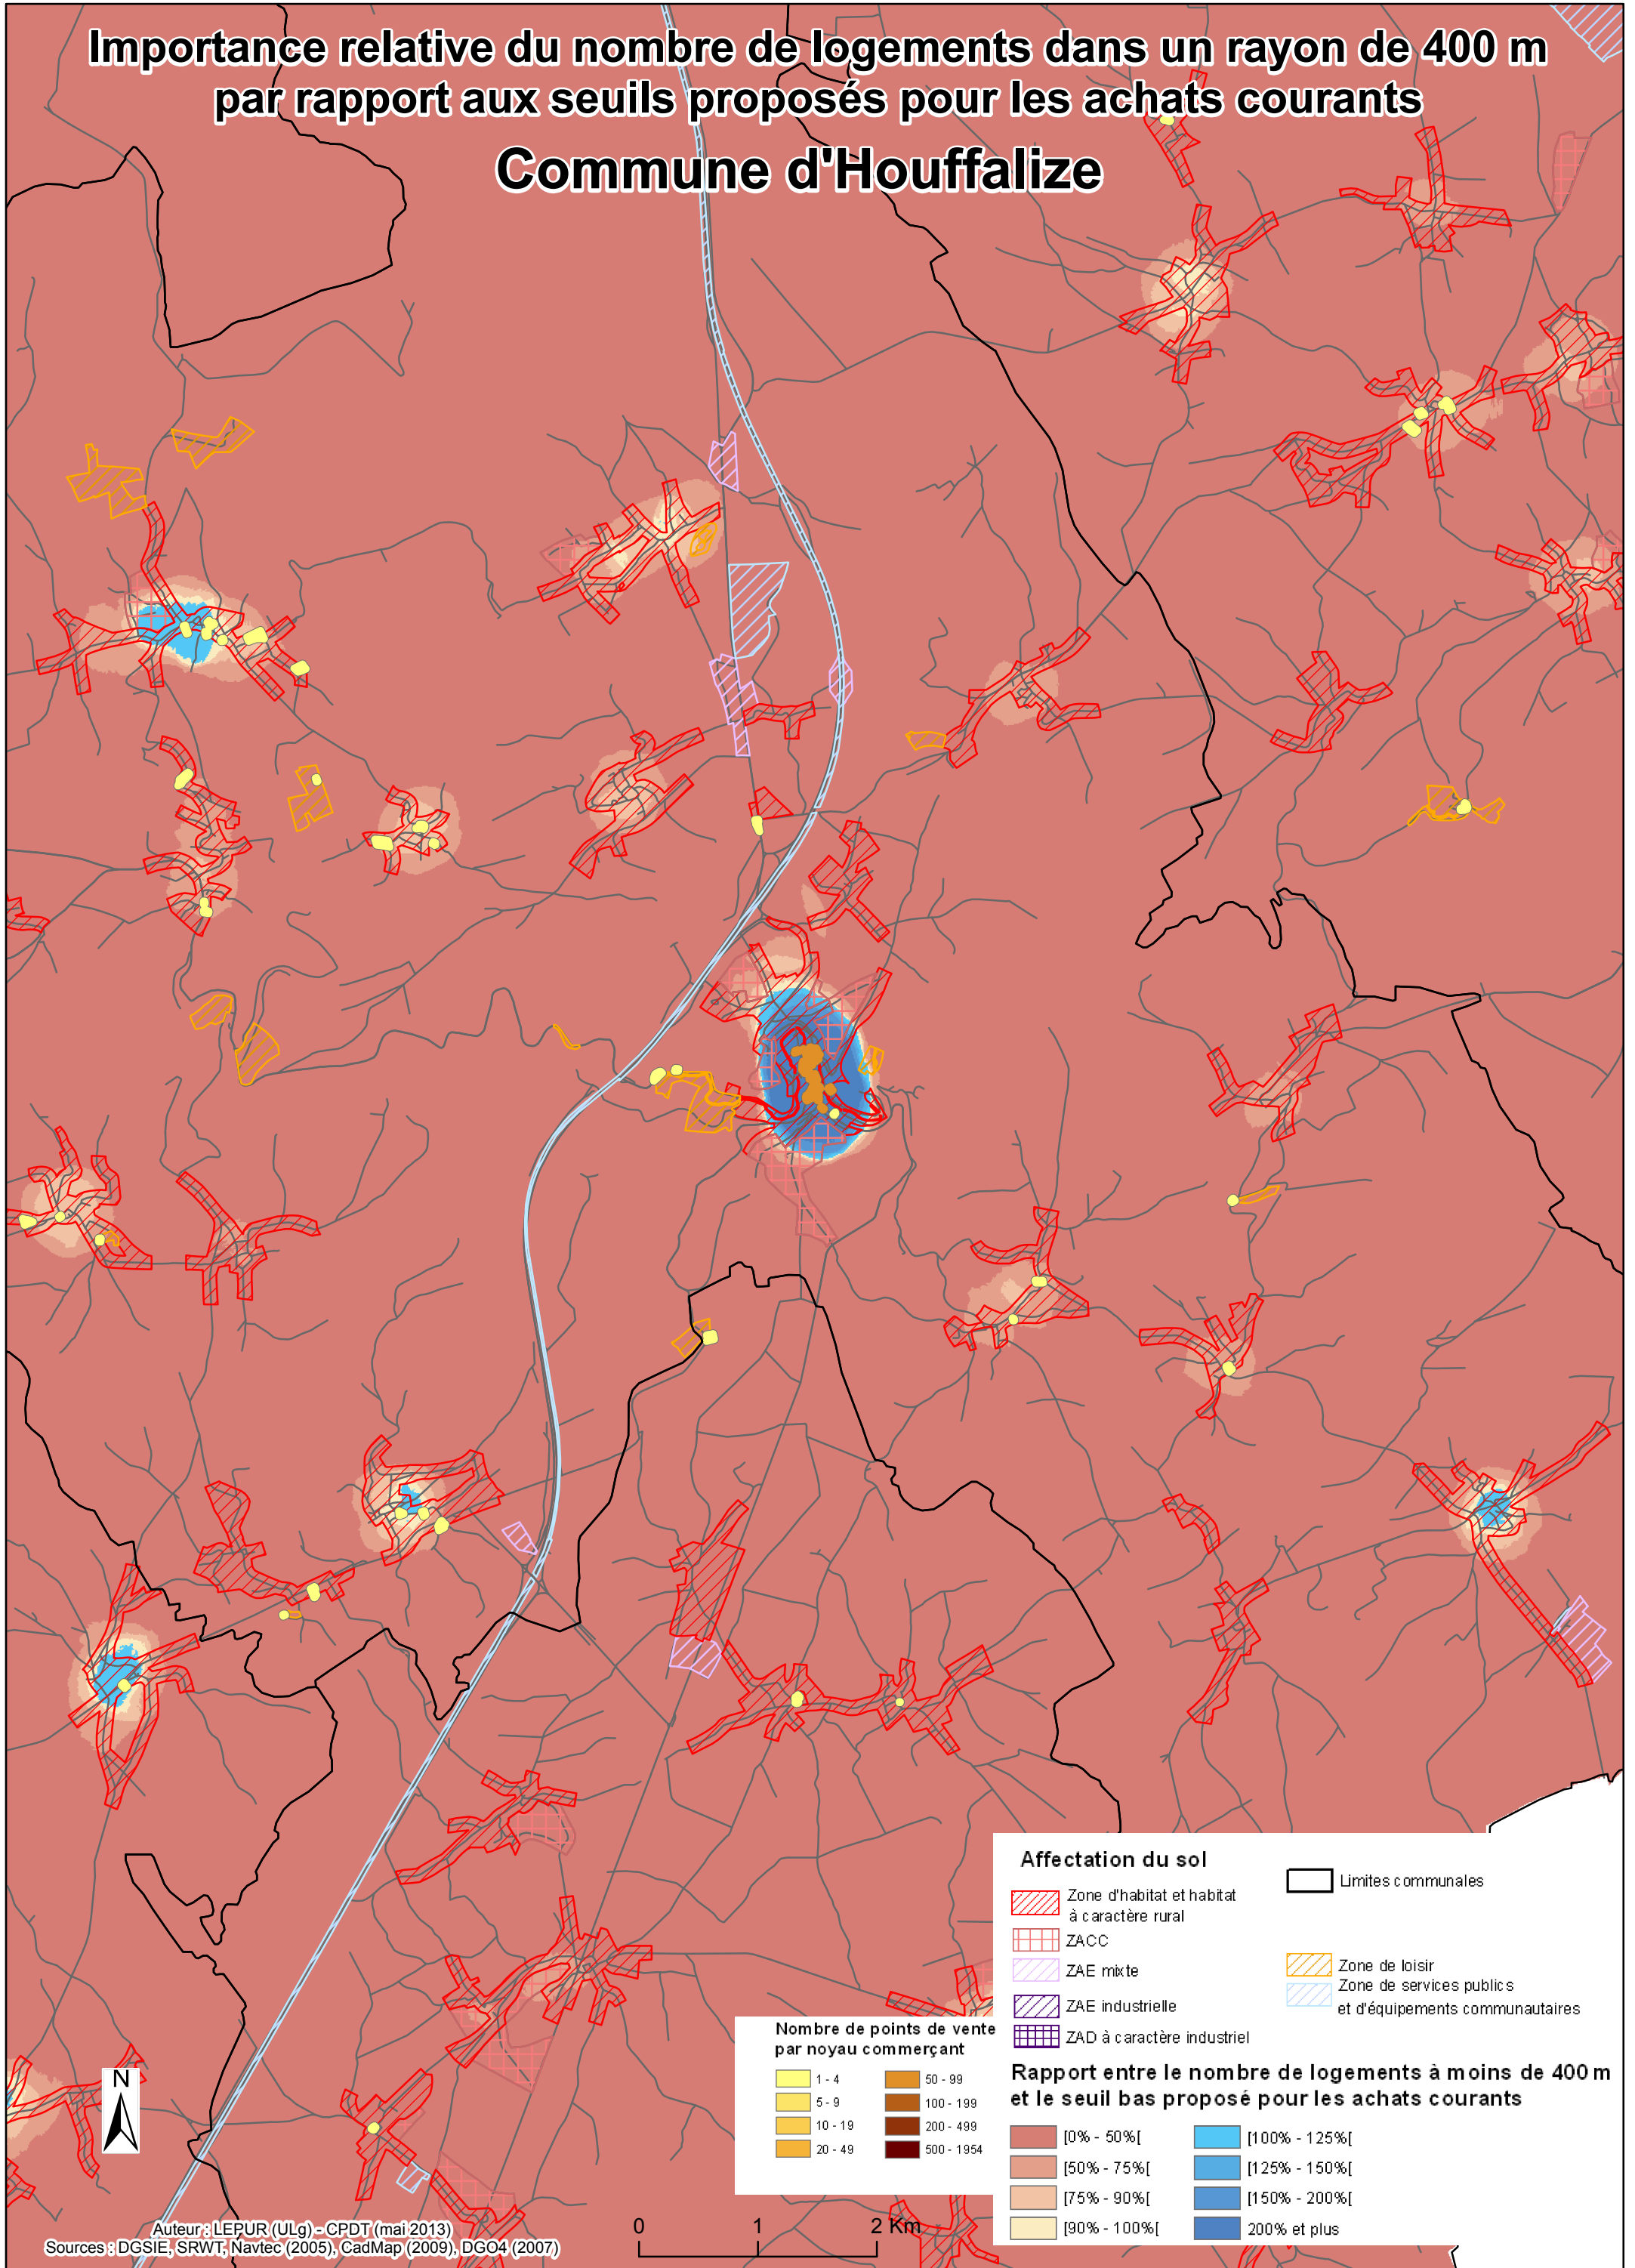 Importance relative du nombre de logements dans un rayon de 400 m
par rapport aux seuils proposés pour les achats courants
Commune d'Houffalize
Affectation du sol
Zone d'habitat et habitat
à caractère rural
ZACC
ZAE mixte
ZAE industrielle
ZAD à caractère industriel
Limites communales
Zone de loisir
Zone de services publics
et d'équipements communautaires
Nombre de points de vente
par noyau commerçant
1 - 4
5 - 9
10 - 19
20 - 49
50 - 99
100 - 199
200 - 499
500 - 1954
Rapport entre le nombre de logements à moins de 400 m
et le seuil bas proposé pour les achats courants
[0% - 50%[
[50% - 75%[
[75% - 90%[
[90% - 100%[
[100% - 125%[
[125% - 150%[
[150% - 200%[
200% et plus
N
Auteur : LEPUR (ULg) - CPDT (mai 2013)
Sources : DGSIE, SRWT, Navtec (2005), CadMap (2009), DGO4 (2007)
0 1 2 Km